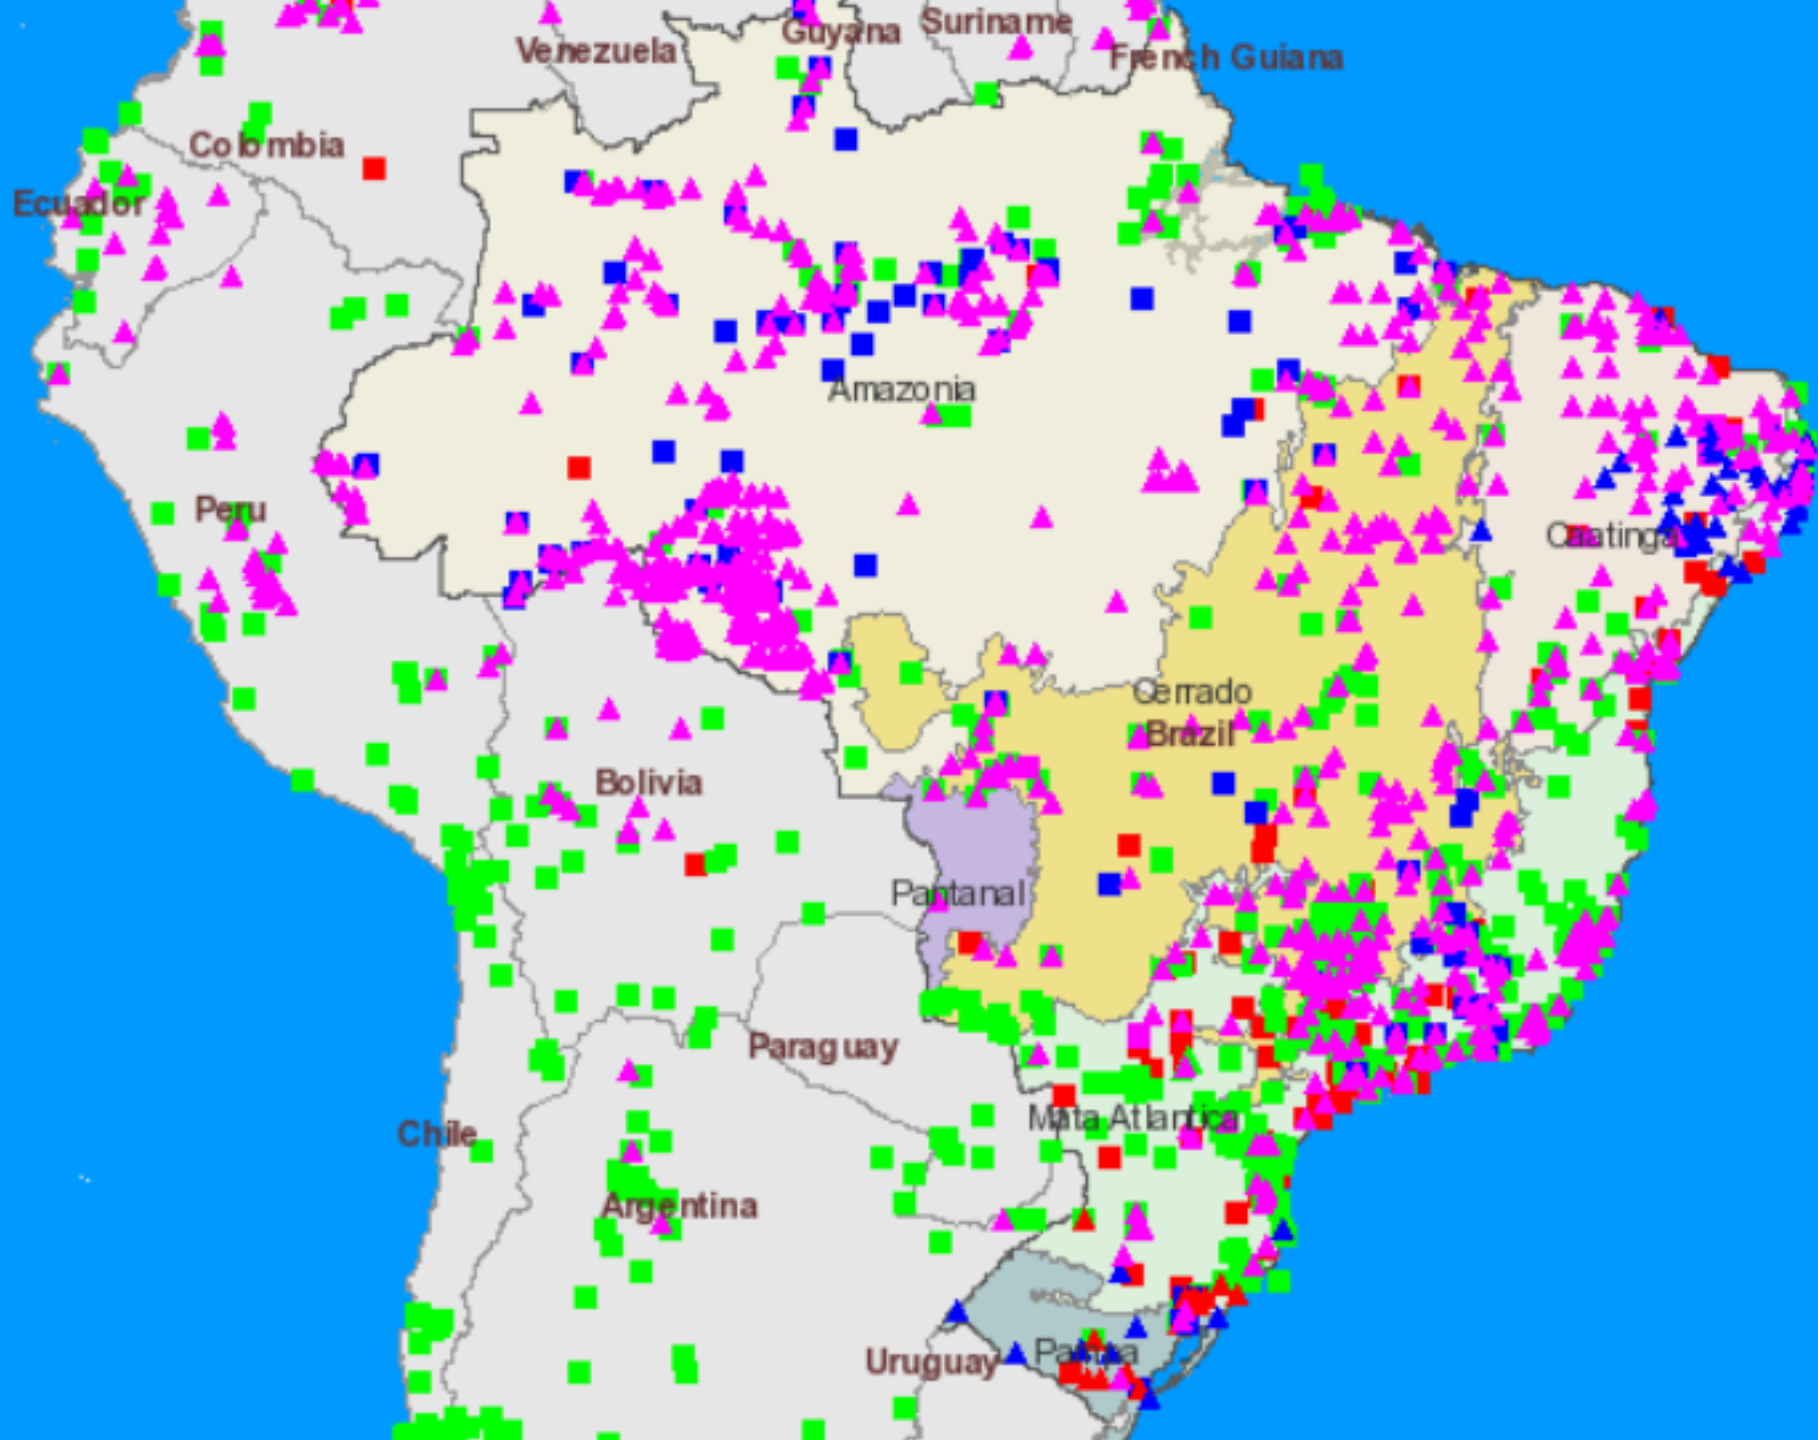 Guyana
Suriname
Venezuela
French Guiana
Colombia
Ecuador
Amazonia
Peru
Caatinga
Cerrado
Brazil
Bolivia
Pantanal
Paraguay
Mata Atlantica
Chile
Argentina
Pampa
Uruguay